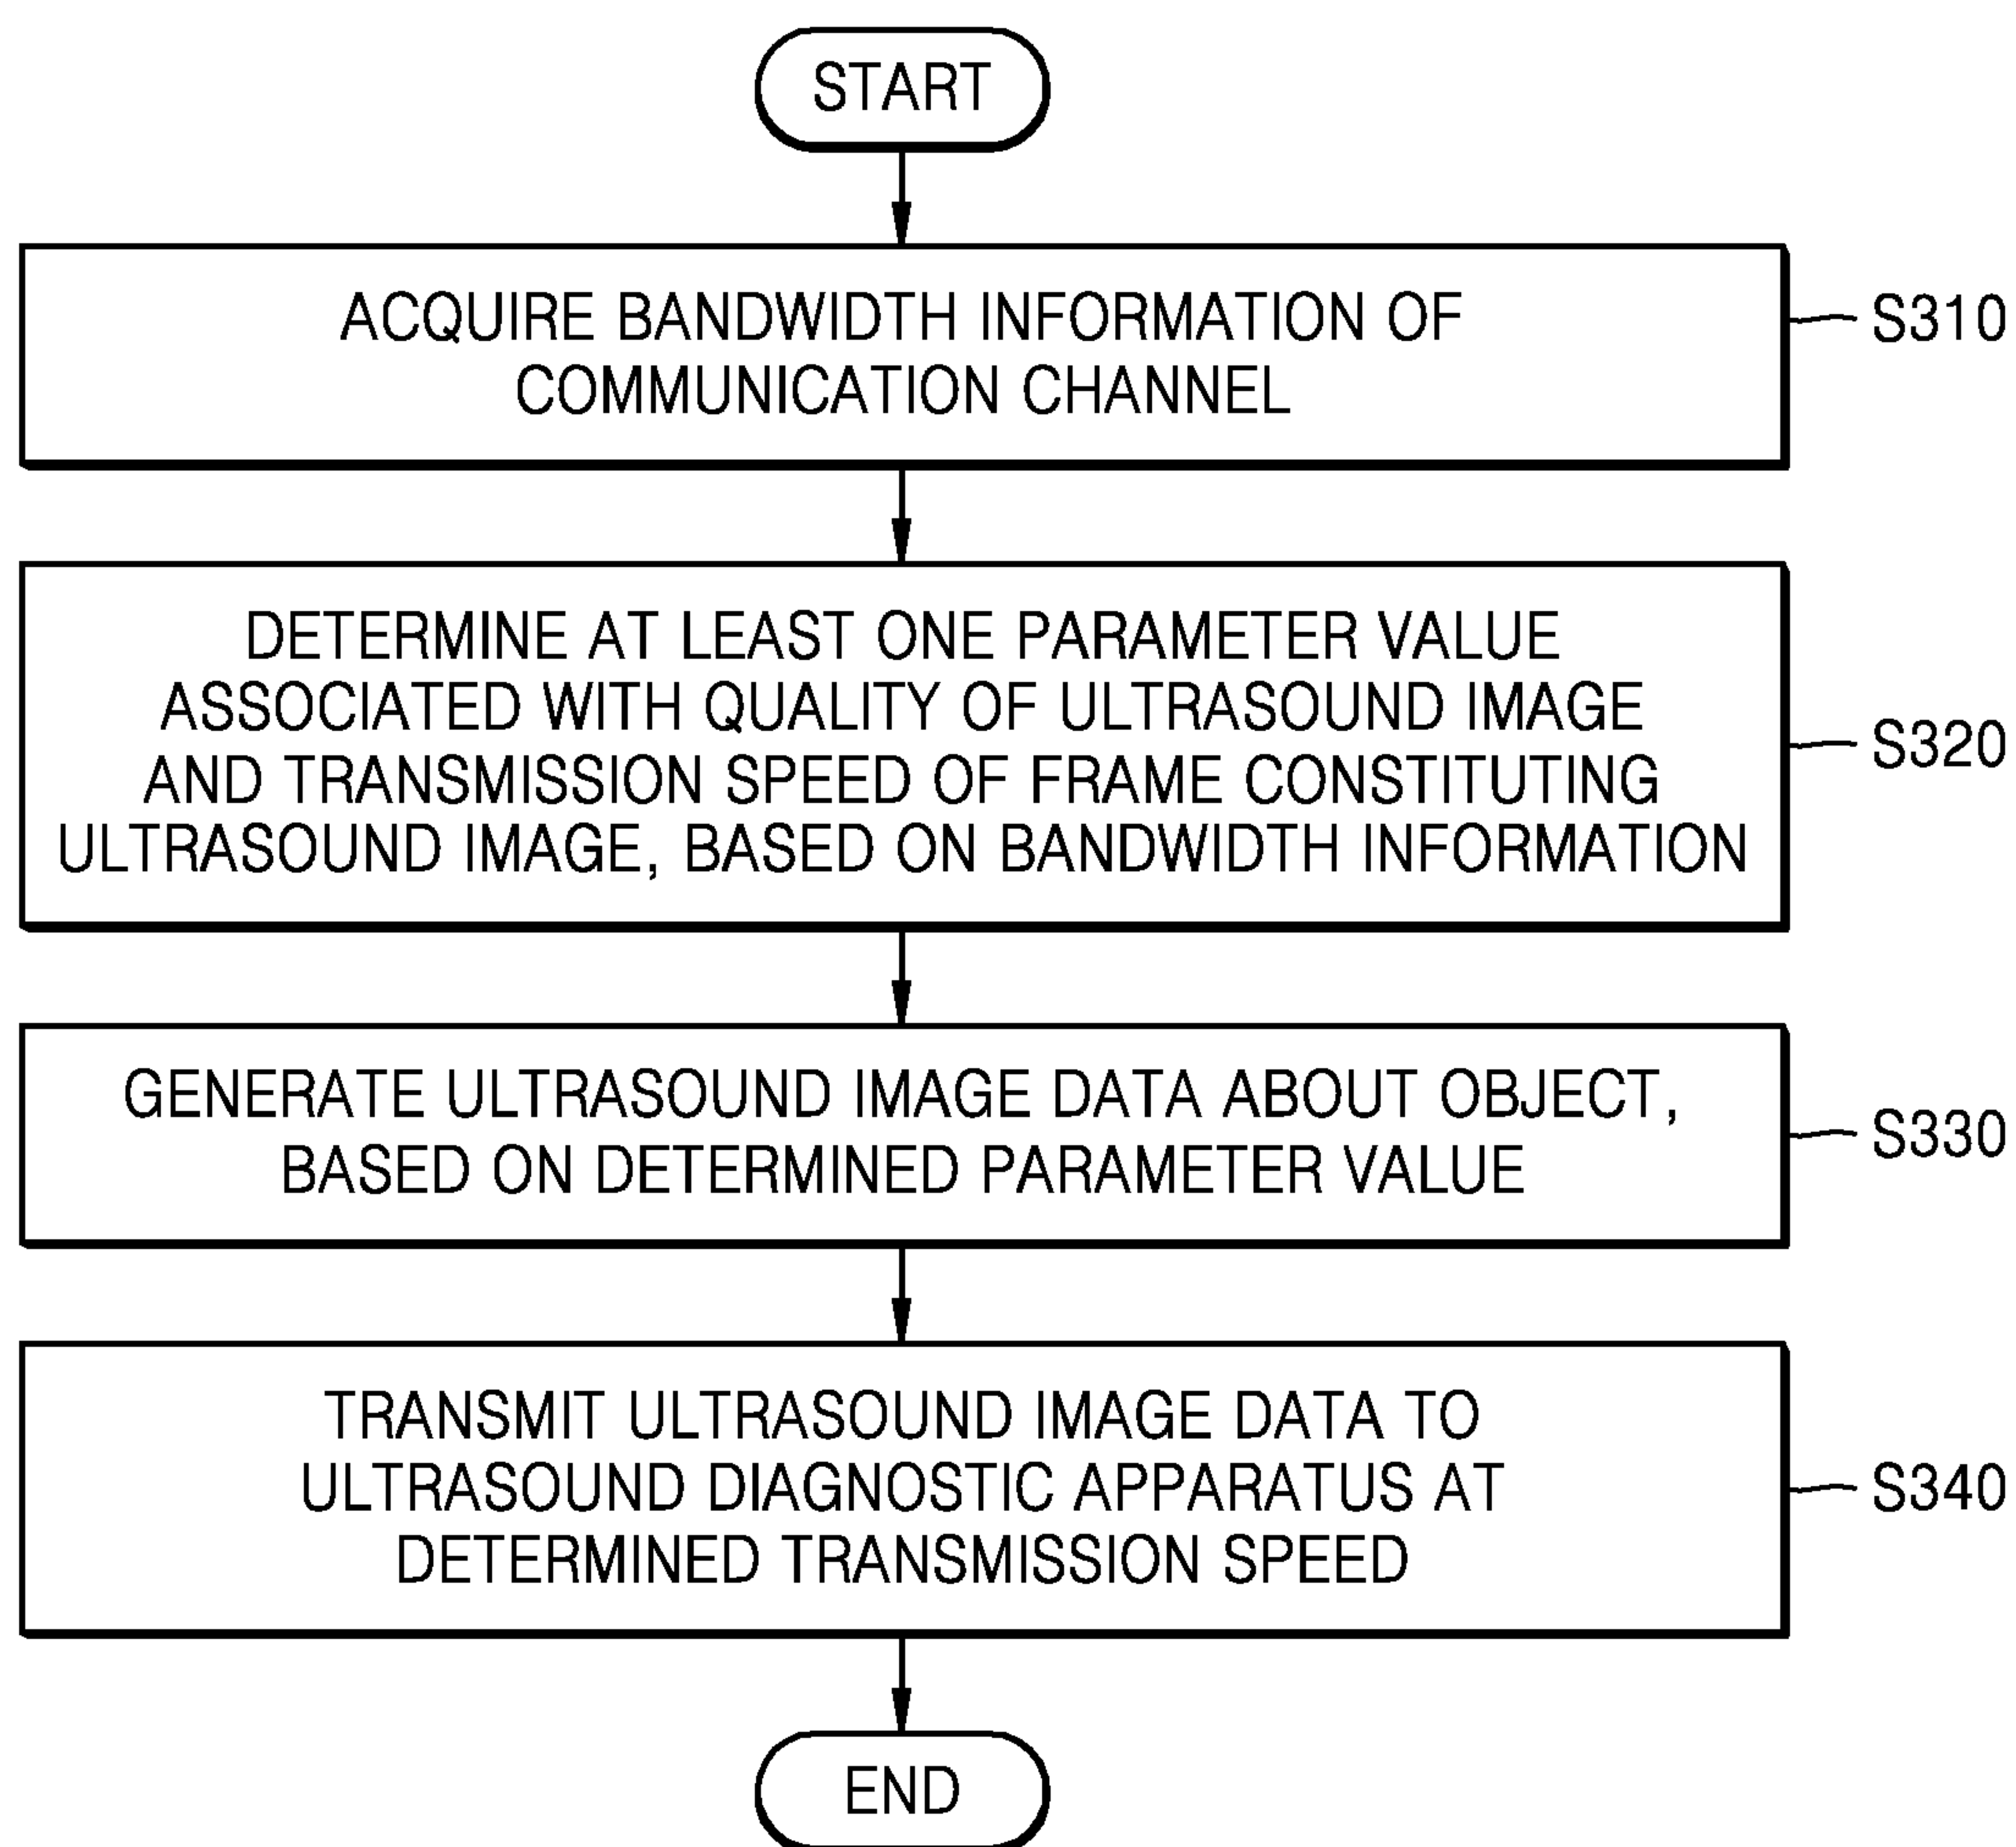 START
ACQUIRE BANDWIDTH INFORMATION OF
COMMUNICATION CHANNEL
S310
DETERMINE AT LEAST ONE PARAMETER VALUE
ASSOCIATED WITH QUALITY OF ULTRASOUND IMAGE
AND TRANSMISSION SPEED OF FRAME CONSTITUTING
ULTRASOUND IMAGE, BASED ON BANDWIDTH INFORMATION
S320
GENERATE ULTRASOUND IMAGE DATA ABOUT OBJECT,
BASED ON DETERMINED PARAMETER VALUE
S330
TRANSMIT ULTRASOUND IMAGE DATA TO
ULTRASOUND DIAGNOSTIC APPARATUS AT
DETERMINED TRANSMISSION SPEED
S340
END